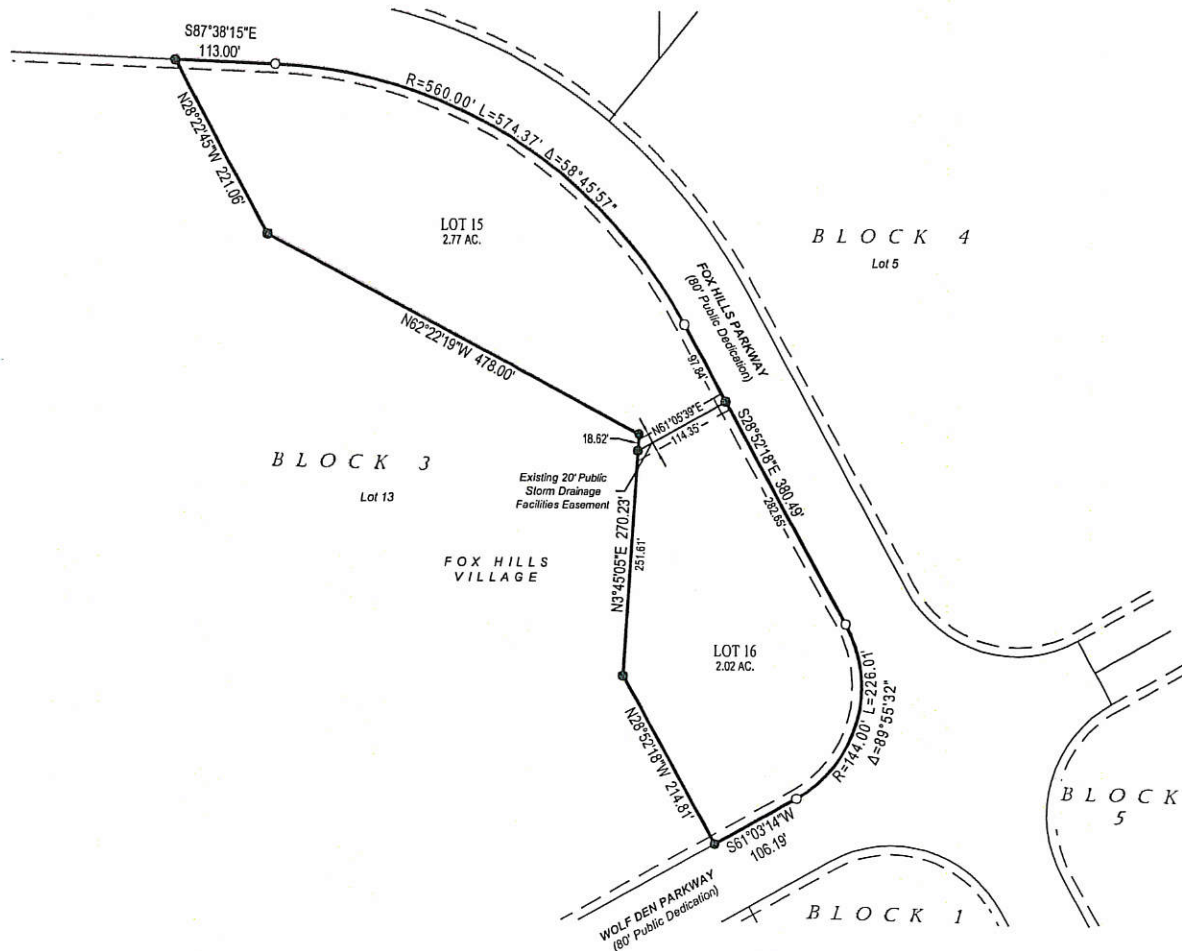 S87°38'15"E
113.00'
R=560.00' L=574.37' Δ=58°45'57"
N28°22'45"W 221.06'
LOT 15
2.77 AC.
BLOCK 4
Lot 5
FOX HILLS PARKWAY
(80' Public Dedication)
N62°22'19"W 478.00'
97.84'
N61°05'39"E
114.35'
18.62'
S28°52'18"E 380.49'
282.65'
BLOCK 3
Lot 13
Existing 20' Public
Storm Drainage
Facilities Easement
N3°45'05"E 270.23'
251.61'
FOX HILLS
VILLAGE
LOT 16
2.02 AC.
R=144.00' L=226.01'
Δ=89°55'32"
N28°52'18"W 214.81'
S61°03'14"W
106.19'
BLOCK
5
WOLF DEN PARKWAY
(80' Public Dedication)
BLOCK 1